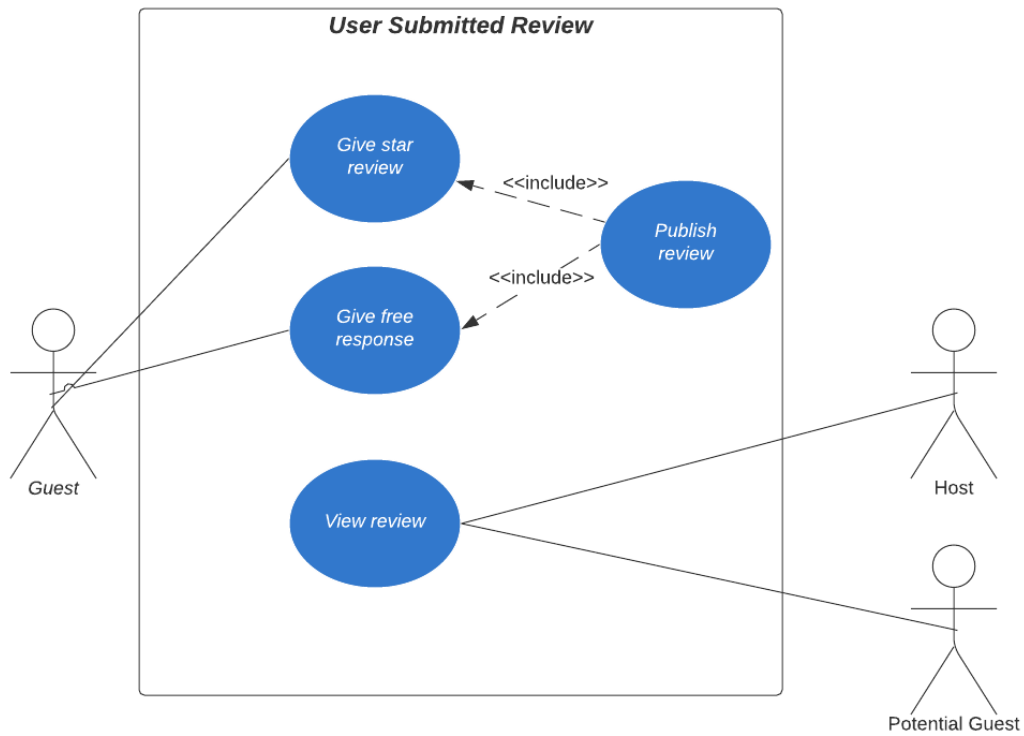 User Submitted Review
Give star
review
<<include>>
Publish
review
<<include>>
Give free
response
Guest
Host
View review
Potential Guest